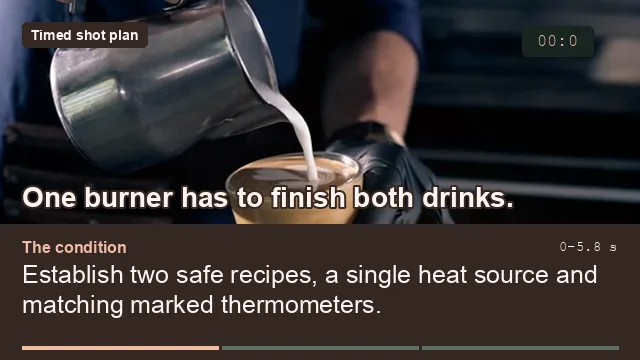 Timed shot plan
00:0
One burner has to finish both drinks.
The condition
0–5.8 s
Establish two safe recipes, a single heat source and
matching marked thermometers.